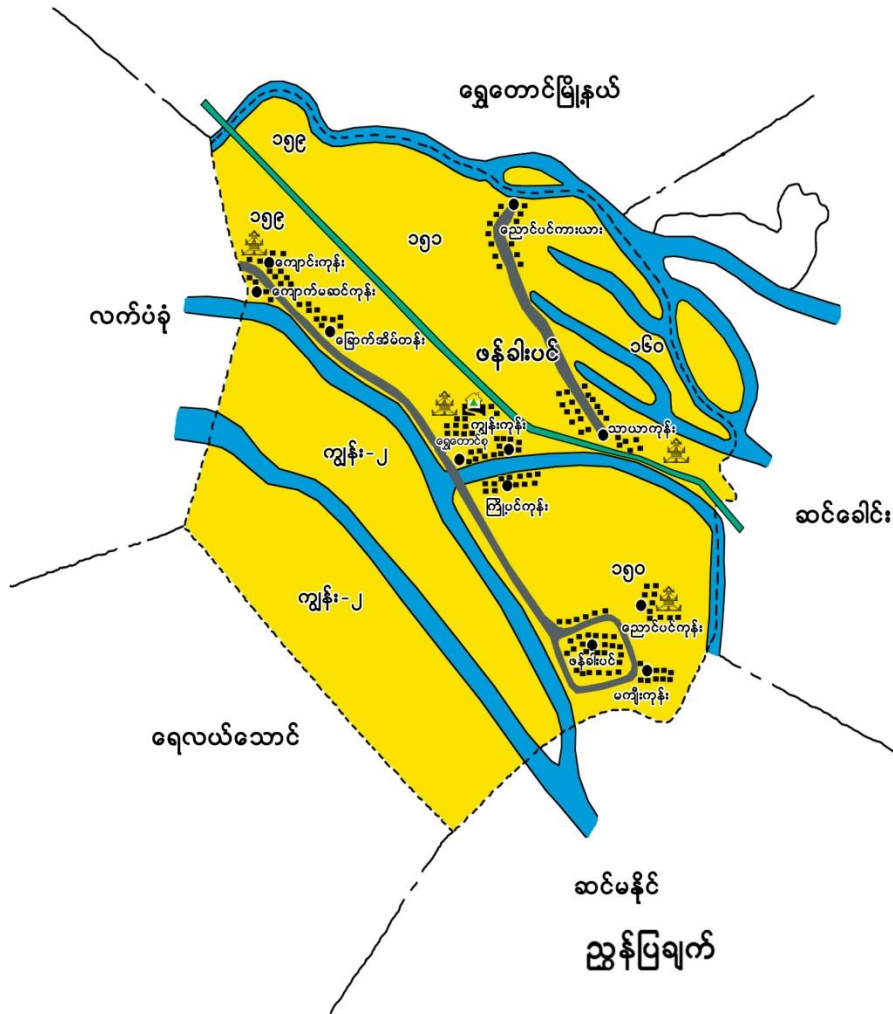 ရွှေတောင်မြို့နယ်
၁၅၉
၁၅၉
ညောင်ပင်ကားယား
၁၅၁
ကျောင်းကုန်း
ကျောက်မဆင်ကုန်း
လက်ပံခုံ
ခြောက်အိမ်တန်း
ဖန်ခါးပင်
၁၆၀
ကျွန်းကုန်း
သာယာကုန်း
ရွှေတောင်စု
ကျွန်း-၂
ကြို့ပင်ကုန်း
ဆင်ခေါင်း
၁၅၀
ကျွန်း-၂
ညောင်ပင်ကုန်း
ဖန်ခါးပင်
မကျီးကုန်း
ရေလယ်သောင်
ဆင်မနိုင်
ညွှန်ပြချက်